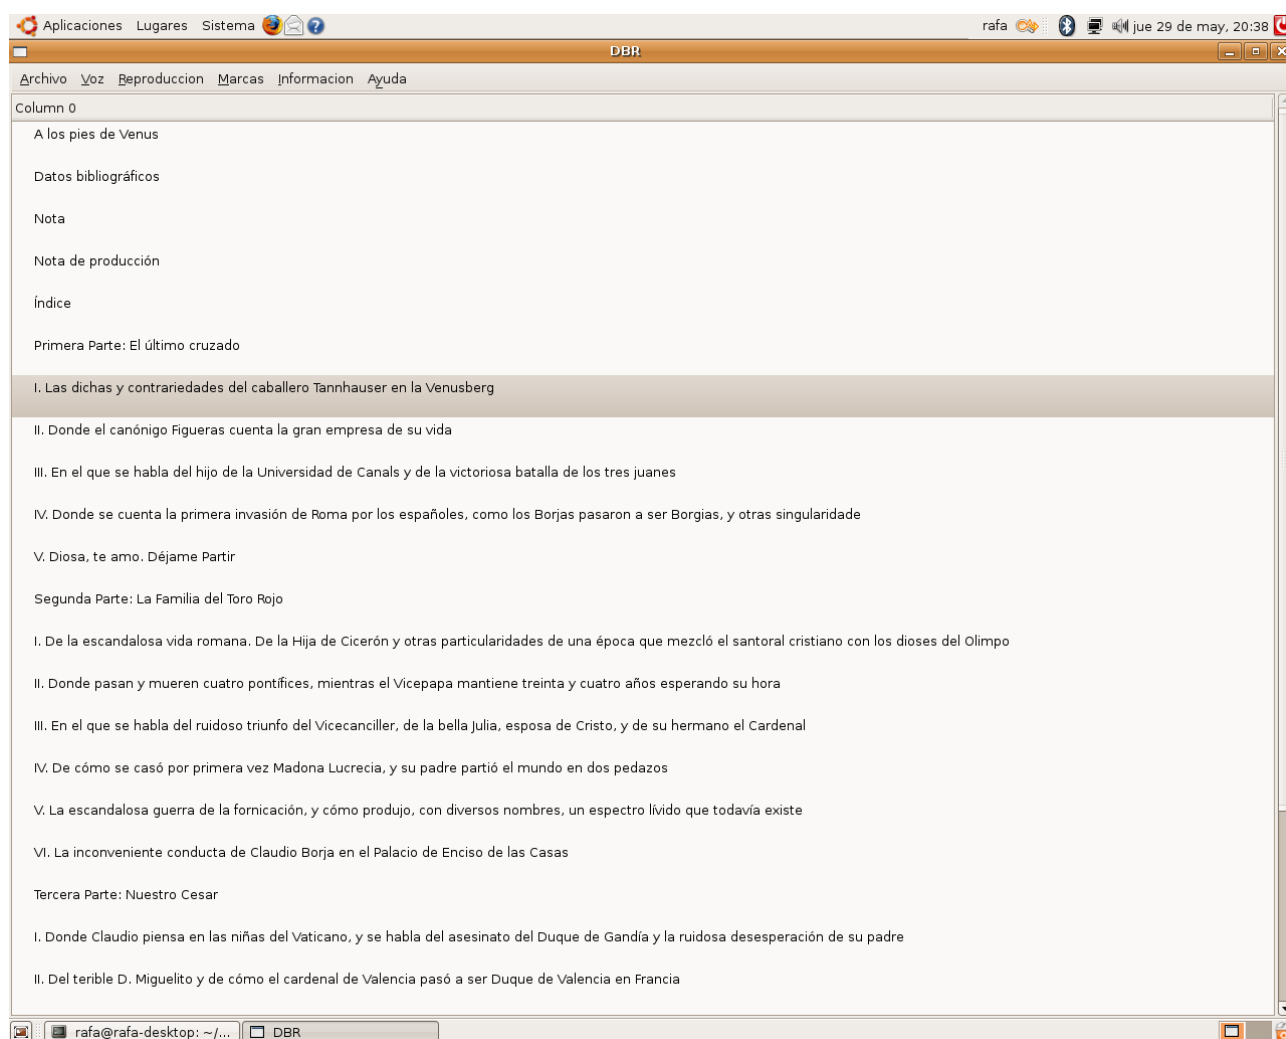 Aplicaciones Lugares Sistema rafa jue 29 de may, 20:38
DBR
Archivo Voz Reproduccion Marcas Informacion Ayuda
Column 0
A los pies de Venus
Datos bibliográficos
Nota
Nota de producción
Índice
Primera Parte: El último cruzado
I. Las dichas y contrariedades del caballero Tannhauser en la Venusberg
II. Donde el canónigo Figueras cuenta la gran empresa de su vida
III. En el que se habla del hijo de la Universidad de Canals y de la victoriosa batalla de los tres juanes
IV. Donde se cuenta la primera invasión de Roma por los españoles, como los Borjas pasaron a ser Borgias, y otras singularidade
V. Diosa, te amo. Déjame Partir
Segunda Parte: La Familia del Toro Rojo
I. De la escandalosa vida romana. De la Hija de Cicerón y otras particularidades de una época que mezcló el santoral cristiano con los dioses del Olimpo
II. Donde pasan y mueren cuatro pontífices, mientras el Vicepapa mantiene treinta y cuatro años esperando su hora
III. En el que se habla del ruidoso triunfo del Vicecanciller, de la bella Julia, esposa de Cristo, y de su hermano el Cardenal
IV. De cómo se casó por primera vez Madona Lucrecia, y su padre partió el mundo en dos pedazos
V. La escandalosa guerra de la fornicación, y cómo produjo, con diversos nombres, un espectro lívido que todavía existe
VI. La inconveniente conducta de Claudio Borja en el Palacio de Enciso de las Casas
Tercera Parte: Nuestro Cesar
I. Donde Claudio piensa en las niñas del Vaticano, y se habla del asesinato del Duque de Gandía y la ruidosa desesperación de su padre
II. Del terible D. Miguelito y de cómo el cardenal de Valencia pasó a ser Duque de Valencia en Francia
rafa@rafa-desktop: ~/... DBR